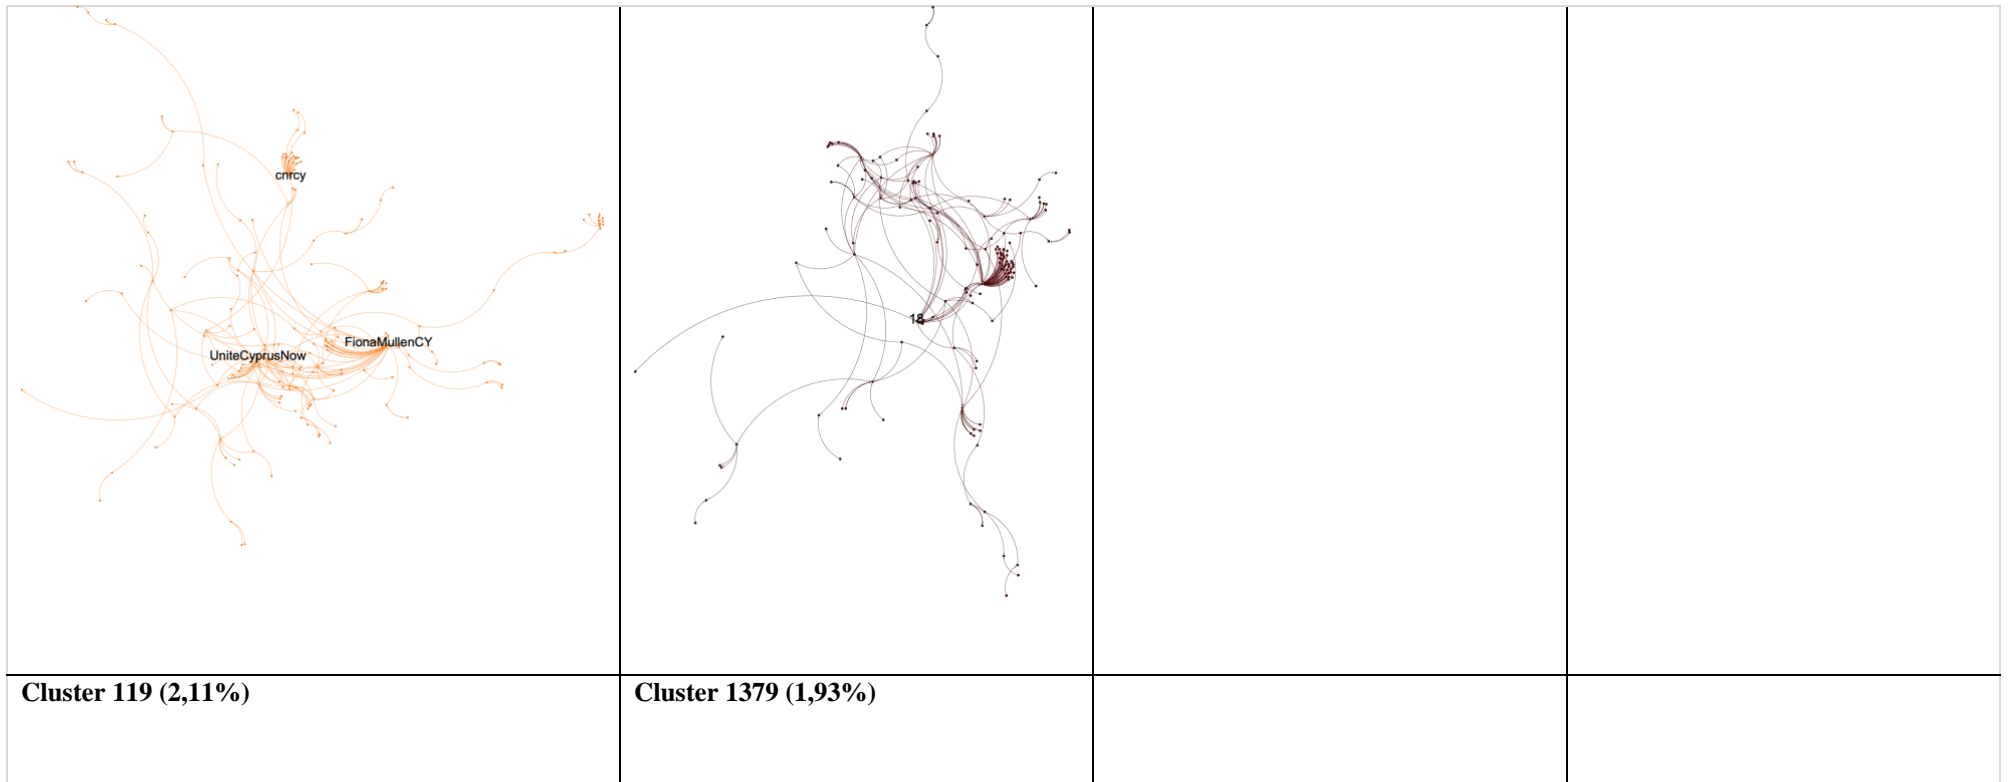 cnrcy
18
FionaMullenCY
UniteCyprusNow
Cluster 119 (2,11%)
Cluster 1379 (1,93%)